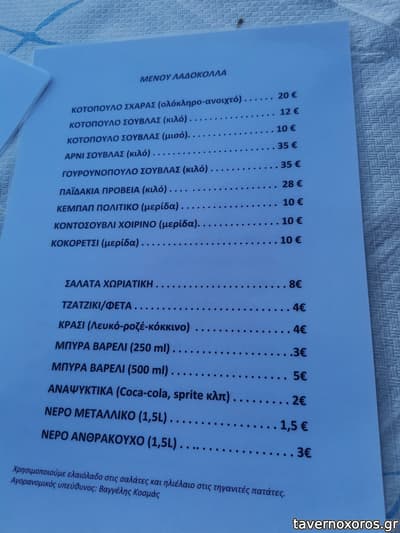 ΜΕΝΟΥ ΛΑΔΟΚΟΛΛΑ
ΚΟΤΟΠΟΥΛΟ ΣΧΑΡΑΣ (ολόκληρο-ανοιχτό) . . . . . . 20 €
ΚΟΤΟΠΟΥΛΟ ΣΟΥΒΛΑΣ (κιλό) . . . . . . . . . . . . . . . . 12 €
ΚΟΤΟΠΟΥΛΟ ΣΟΥΒΛΑΣ (μισό). . . . . . . . . . . . . . . . 10 €
ΑΡΝΙ ΣΟΥΒΛΑΣ (κιλό) . . . . . . . . . . . . . . . . . . . . . . 35 €
ΓΟΥΡΟΥΝΟΠΟΥΛΟ ΣΟΥΒΛΑΣ (κιλό) . . . . . . . . . . . . 35 €
ΠΑΪΔΑΚΙΑ ΠΡΟΒΕΙΑ (κιλό) . . . . . . . . . . . . . . . . . . 28 €
ΚΕΜΠΑΠ ΠΟΛΙΤΙΚΟ (μερίδα) . . . . . . . . . . . . . . . . 10 €
ΚΟΝΤΟΣΟΥΒΛΙ ΧΟΙΡΙΝΟ (μερίδα). . . . . . . . . . . . . 10 €
ΚΟΚΟΡΕΤΣΙ (μερίδα) . . . . . . . . . . . . . . . . . . . . . . 10 €
ΣΑΛΑΤΑ ΧΩΡΙΑΤΙΚΗ . . . . . . . . . . . . . . . . . . . . . 8€
ΤΖΑΤΖΙΚΙ/ΦΕΤΑ . . . . . . . . . . . . . . . . . . . . . . . . 4€
ΚΡΑΣΙ (Λευκό-ροζέ-κόκκινο) . . . . . . . . . . . . . . . 4€
ΜΠΥΡΑ ΒΑΡΕΛΙ (250 ml) . . . . . . . . . . . . . . . . . . .3€
ΜΠΥΡΑ ΒΑΡΕΛΙ (500 ml) . . . . . . . . . . . . . . . . . . 5€
ΑΝΑΨΥΚΤΙΚΑ (Coca-cola, sprite κλπ) . . . . . . . . . 2€
ΝΕΡΟ ΜΕΤΑΛΛΙΚΟ (1,5L) . . . . . . . . . . . . . . . . . 1,5 €
ΝΕΡΟ ΑΝΘΡΑΚΟΥΧΟ (1,5L) . . . . . . . . . . . . . . . . . 3€
Χρησιμοποιούμε ελαιόλαδο στις σαλάτες και ηλιέλαιο στις τηγανιτές πατάτες.
Αγορανομικός υπεύθυνος: Βαγγέλης Κοσμάς
www.tavernoxoros.gr